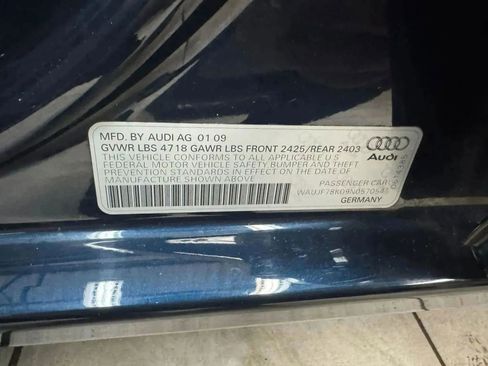 MFD. BY AUDI AG 01 09
GVWR LBS 4718 GAWR LBS FRONT 2425/REAR 2403
THIS VEHICLE CONFORMS TO ALL APPLICABLE U S
FEDERAL MOTOR VEHICLE SAFETY BUMPER AND THEFT
PREVENTION STANDARDS IN EFFECT ON THE DATE OF
MANUFACTURE SHOWN ABOVE
Audi
PASSENGER CAR
GERMANY